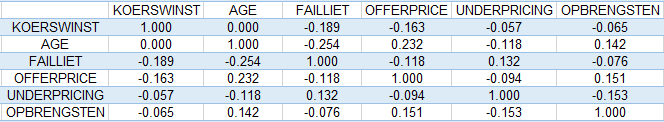 KOERSWINST AGE FAILLIET OFFERPRICE UNDERPRICING OPBRENGSTEN
KOERSWINST 1.000 0.000 -0.189 -0.163 -0.057 -0.065
AGE 0.000 1.000 -0.254 0.232 -0.118 0.142
FAILLIET -0.189 -0.254 1.000 -0.118 0.132 -0.076
OFFERPRICE -0.163 0.232 -0.118 1.000 -0.094 0.151
UNDERPRICING -0.057 -0.118 0.132 -0.094 1.000 -0.153
OPBRENGSTEN -0.065 0.142 -0.076 0.151 -0.153 1.000